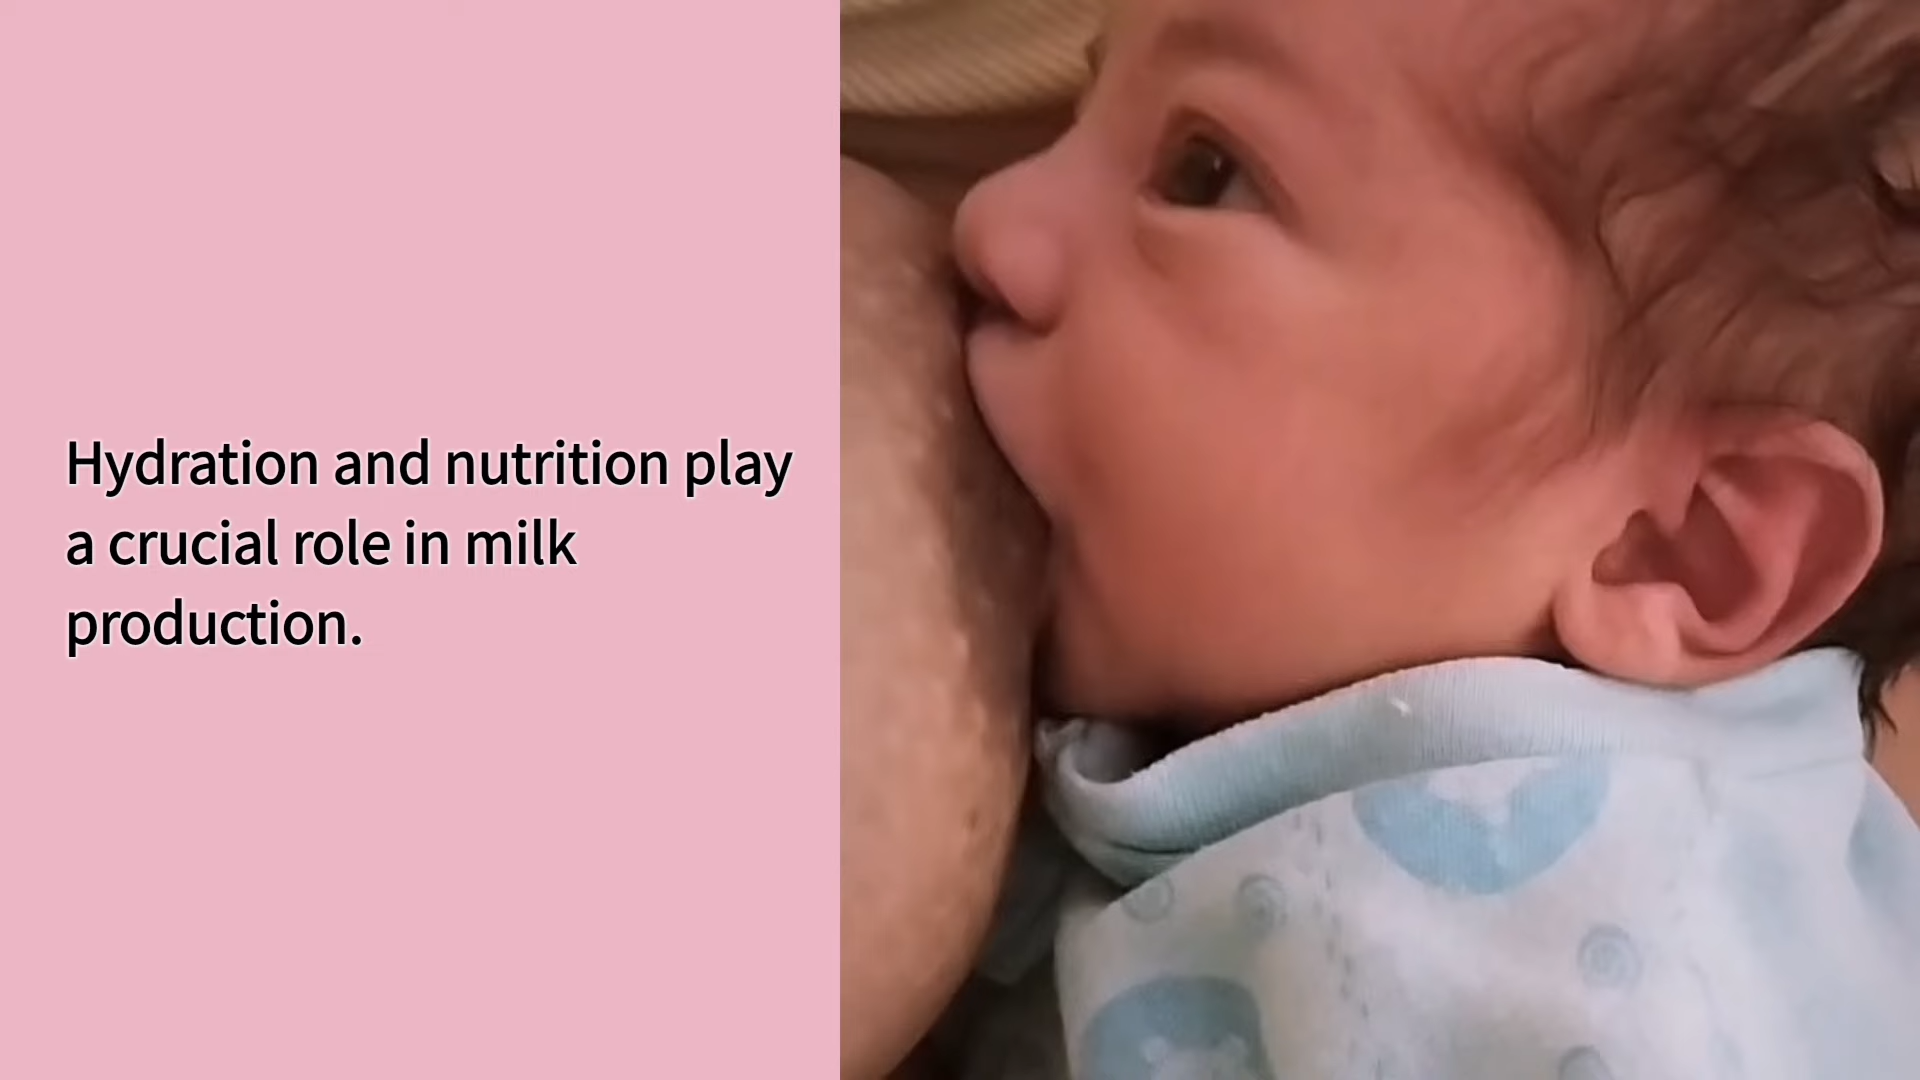 Hydration and nutrition play
a crucial role in milk
production.